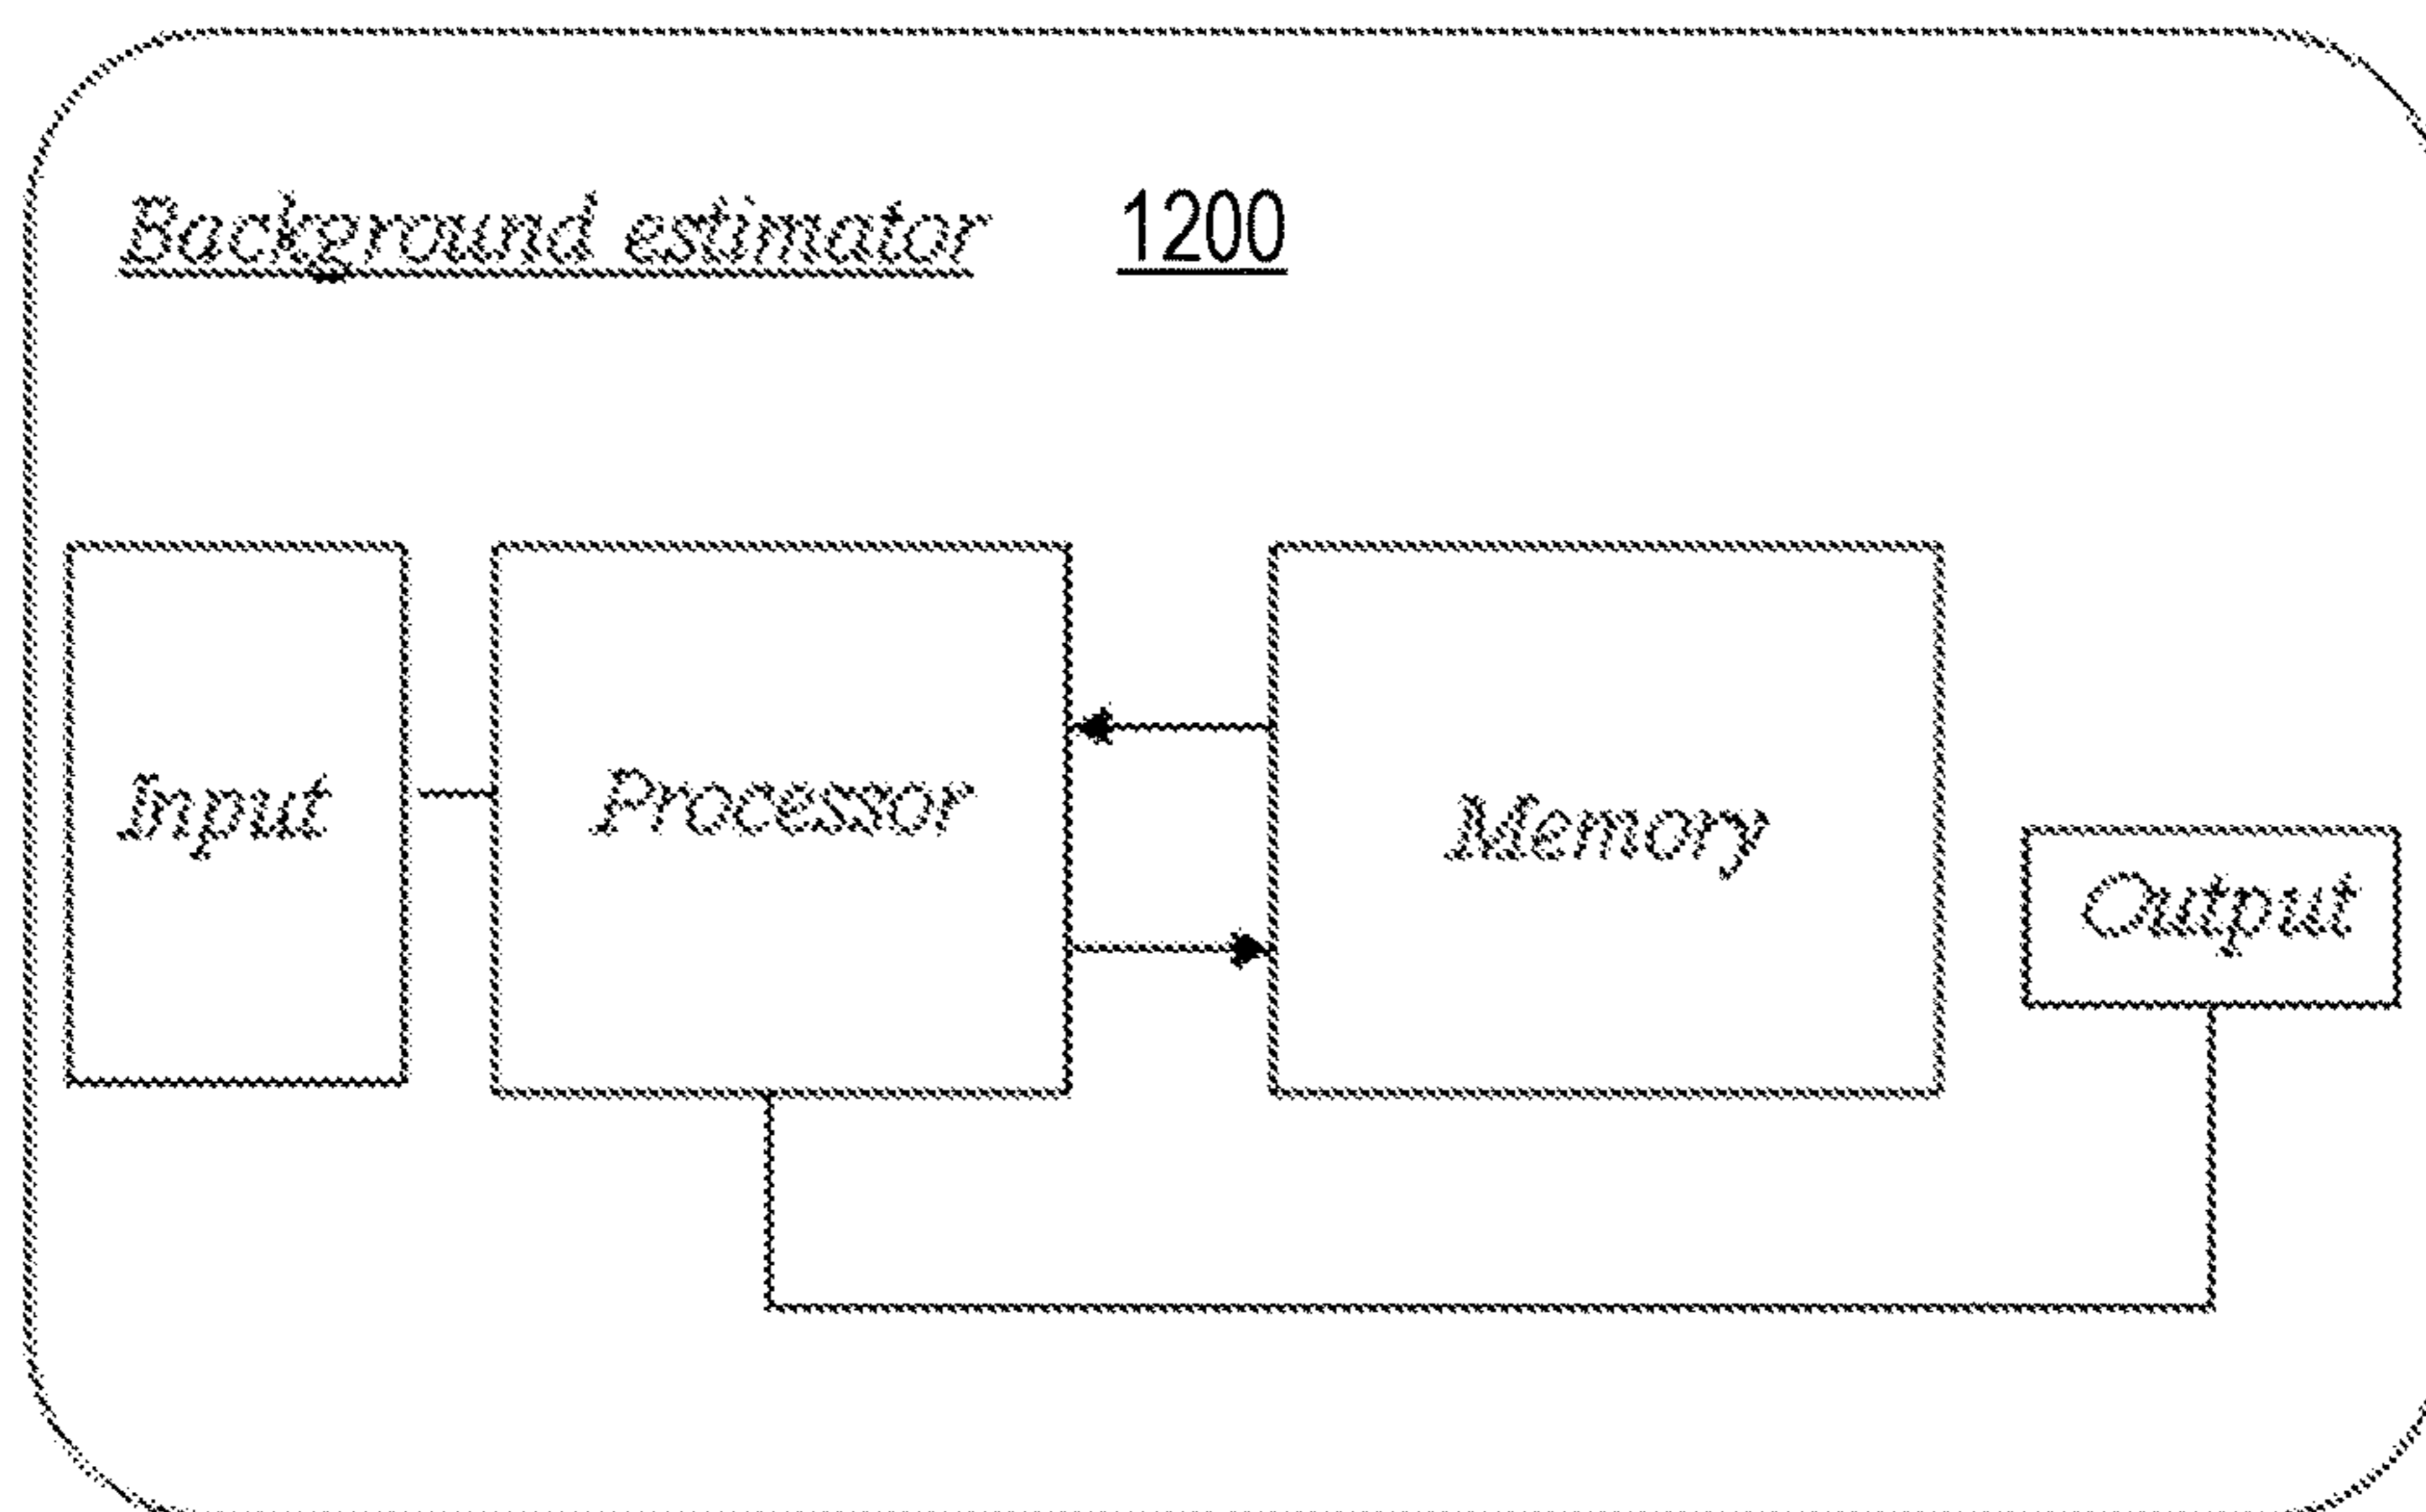 Background estimator 1200
Input
Processor
Memory
Output